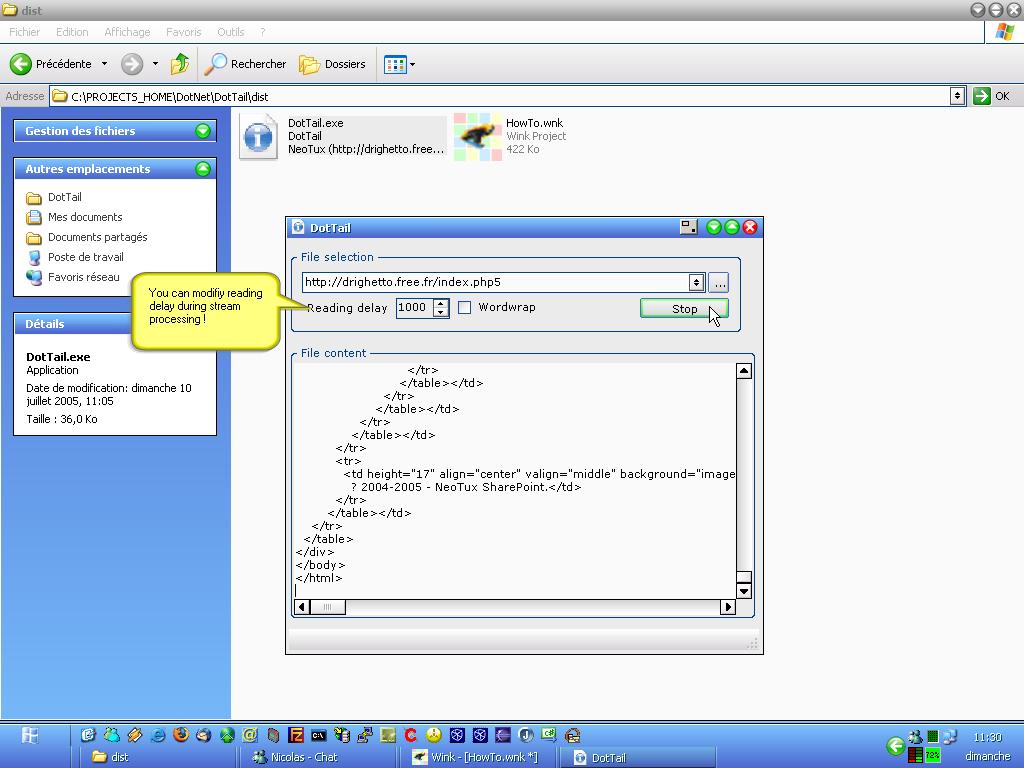 dist
Fichier Edition Affichage Favoris Outils ?
Précédente Rechercher Dossiers
Adresse C:\PROJECTS_HOME\DotNet\DotTail\dist OK
Gestion des fichiers
Autres emplacements
DotTail
Mes documents
Documents partagés
Poste de travail
Favoris réseau
Détails
DotTail.exe
Application
Date de modification: dimanche 10
juillet 2005, 11:05
Taille : 36,0 Ko
DotTail.exe
DotTail
NeoTux (http://drighetto.free...
HowTo.wnk
Wink Project
422 Ko
You can modifiy reading
delay during stream
processing !
DotTail
File selection
http://drighetto.free.fr/index.php5 ...
Reading delay 1000 Wordwrap Stop
File content
</tr>
</table></td>
</tr>
</table></td>
</tr>
</table></td>
</tr>
<tr>
<td height="17" align="center" valign="middle" background="image
? 2004-2005 - NeoTux SharePoint.</td>
</tr>
</table></td>
</tr>
</table>
</div>
</body>
</html>
dist Nicolas - Chat Wink - [HowTo.wnk *] DotTail
72%
11:30
dimanche